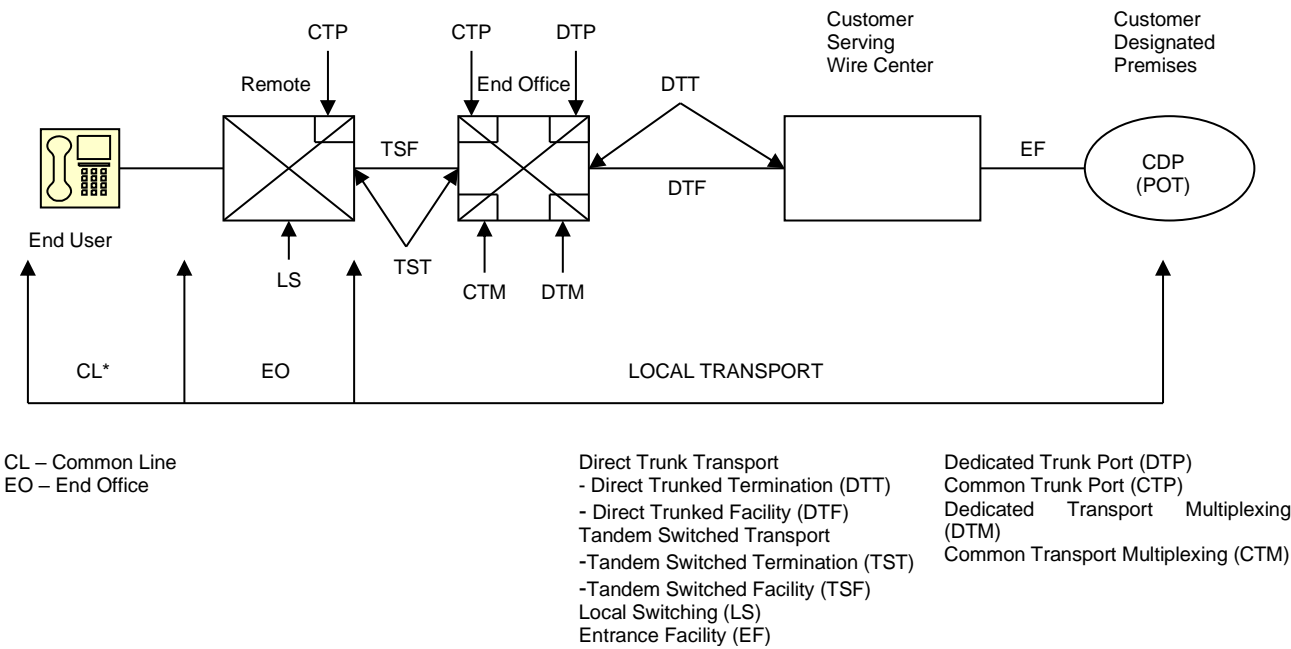 CTP
CTP
DTP
Customer
Serving
Wire Center
Customer
Designated
Premises
Remote
End Office
DTT
TSF
DTF
EF
CDP
(POT)
End User
LS
TST
CTM
DTM
CL*
EO
LOCAL TRANSPORT
CL – Common Line
EO – End Office
Direct Trunk Transport
- Direct Trunked Termination (DTT)
- Direct Trunked Facility (DTF)
Tandem Switched Transport
-Tandem Switched Termination (TST)
-Tandem Switched Facility (TSF)
Local Switching (LS)
Entrance Facility (EF)
Dedicated Trunk Port (DTP)
Common Trunk Port (CTP)
Dedicated Transport Multiplexing
(DTM)
Common Transport Multiplexing (CTM)